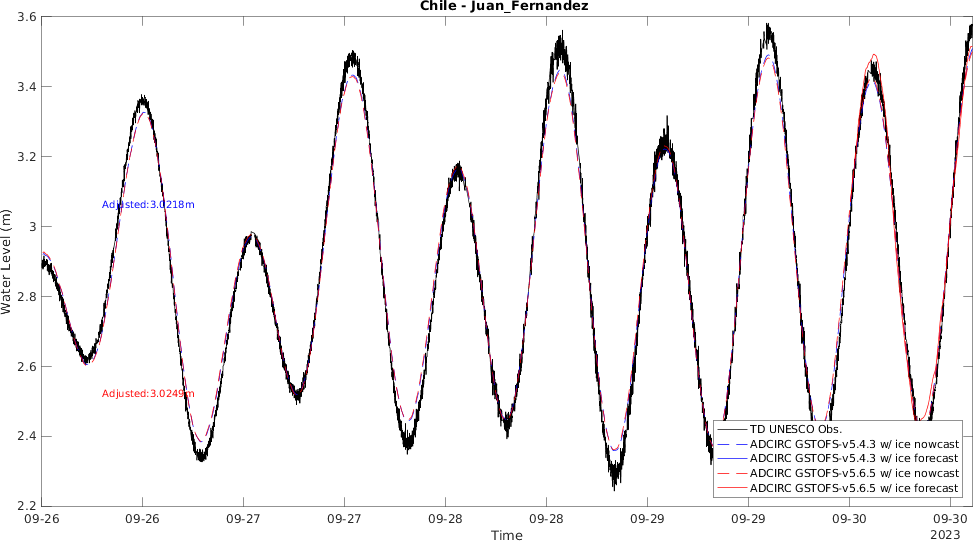 Chile - Juan_Fernandez
3.6
3.4
3.2
3
2.8
2.6
2.4
2.2
Water Level (m)
Adjusted:3.0218m
Adjusted:3.0249m
TD UNESCO Obs.
ADCIRC GSTOFS-v5.4.3 w/ ice nowcast
ADCIRC GSTOFS-v5.4.3 w/ ice forecast
ADCIRC GSTOFS-v5.6.5 w/ ice nowcast
ADCIRC GSTOFS-v5.6.5 w/ ice forecast
09-26 09-26 09-27 09-27 09-28 09-28 09-29 09-29 09-30 09-30
2023
Time